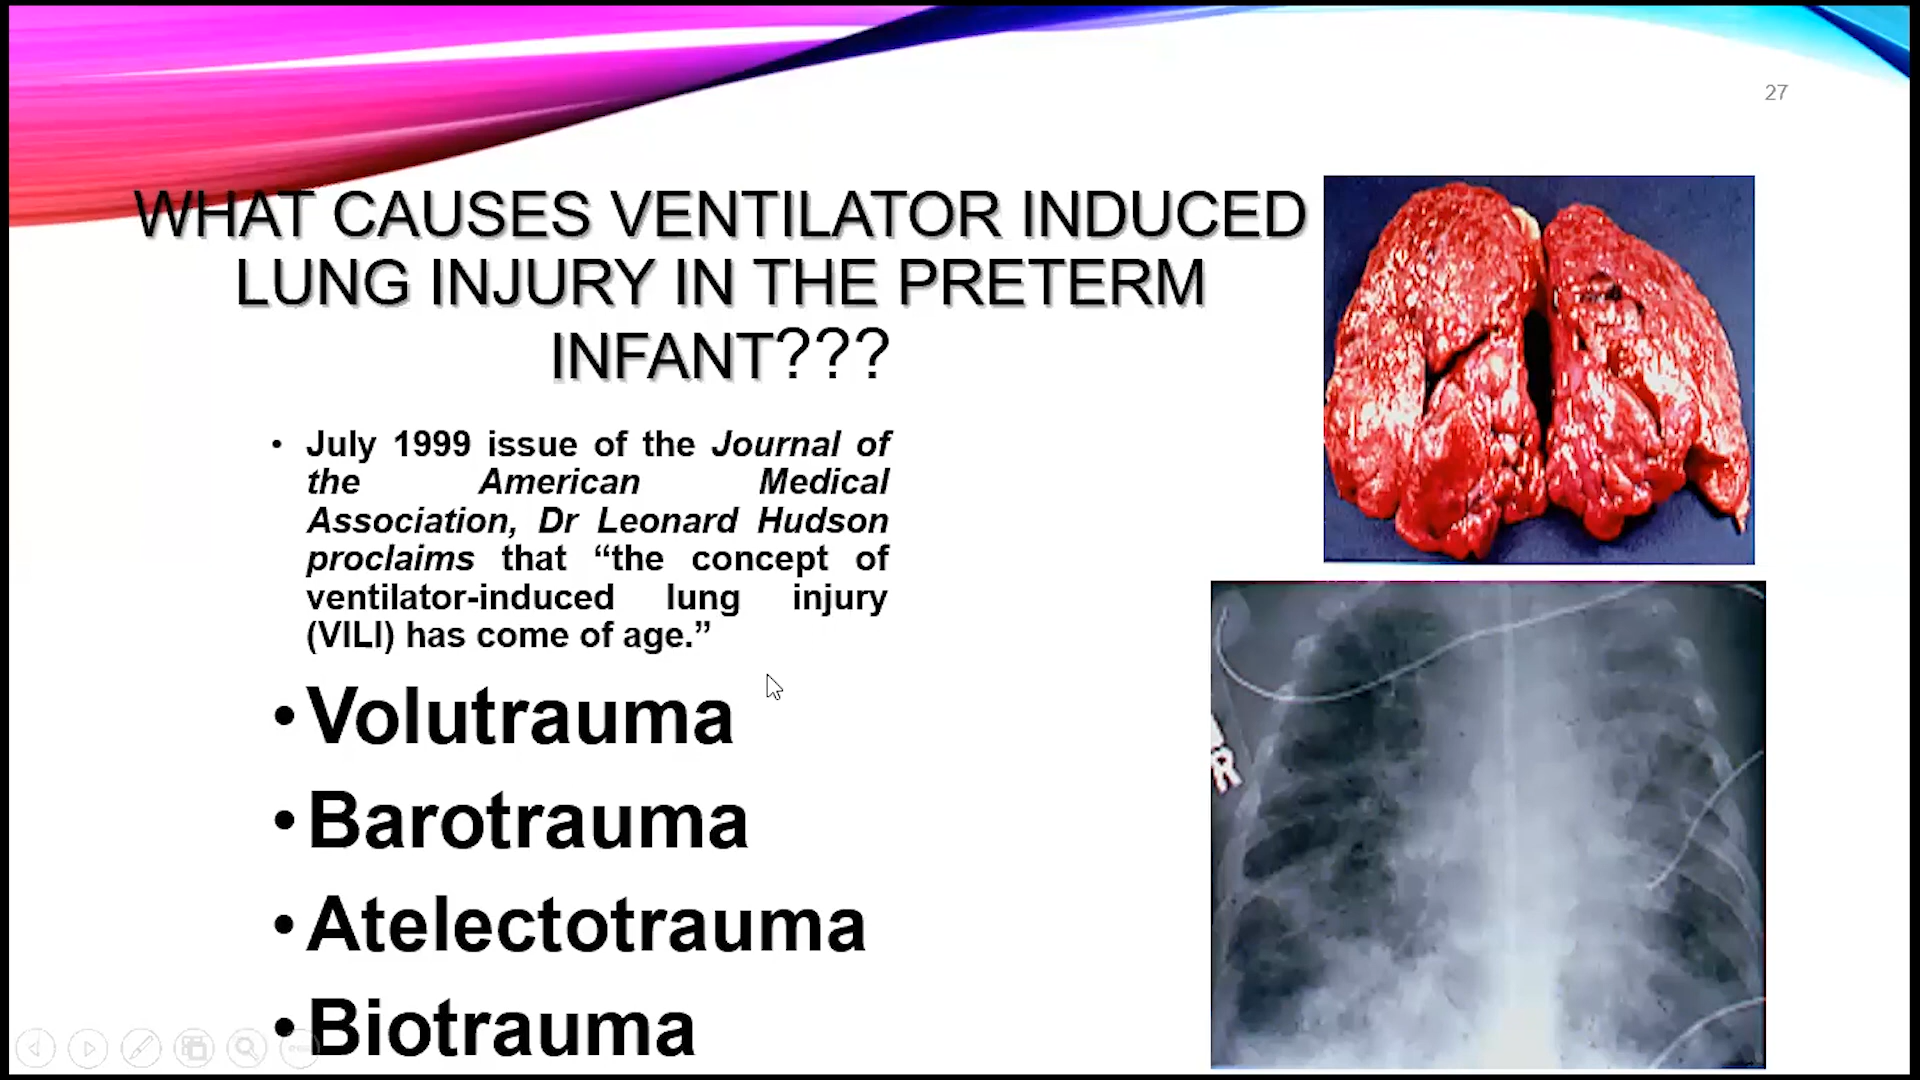 27
WHAT CAUSES VENTILATOR INDUCED
LUNG INJURY IN THE PRETERM
INFANT???
• July 1999 issue of the Journal of
the American Medical
Association, Dr Leonard Hudson
proclaims that “the concept of
ventilator-induced lung injury
(VILI) has come of age.”
• Volutrauma
• Barotrauma
• Atelectotrauma
• Biotrauma
R